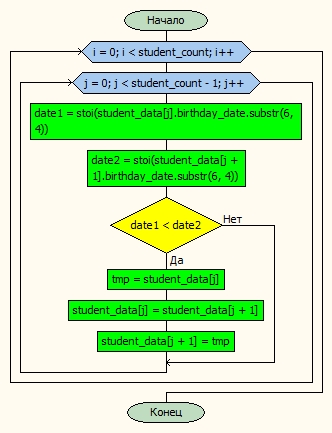 Начало
i = 0; i < student_count; i++
j = 0; j < student_count - 1; j++
date1 = stoi(student_data[j].birthday_date.substr(6,
4))
date2 = stoi(student_data[j +
1].birthday_date.substr(6, 4))
date1 < date2
Нет
Да
tmp = student_data[j]
student_data[j] = student_data[j + 1]
student_data[j + 1] = tmp
Конец